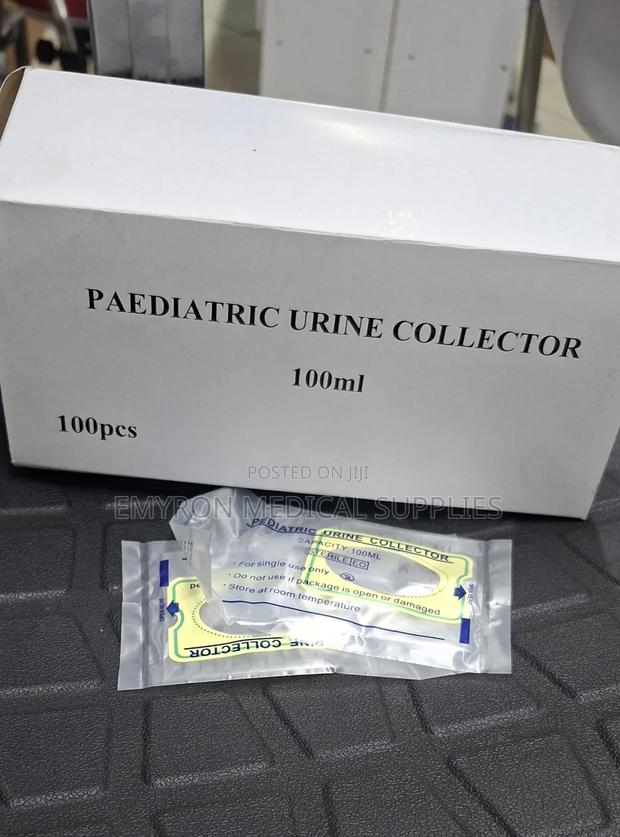 PAEDIATRIC URINE COLLECTOR
100ml
100pcs
POSTED ON JIJI
EMYRON MEDICAL SUPPLIES
PEDIATRIC URINE COLLECTOR
CAPACITY:100ML
STERILE EO
· For single use only
· Do not use if package is open or damaged
· Store at room temperature
URINE COLLECTOR